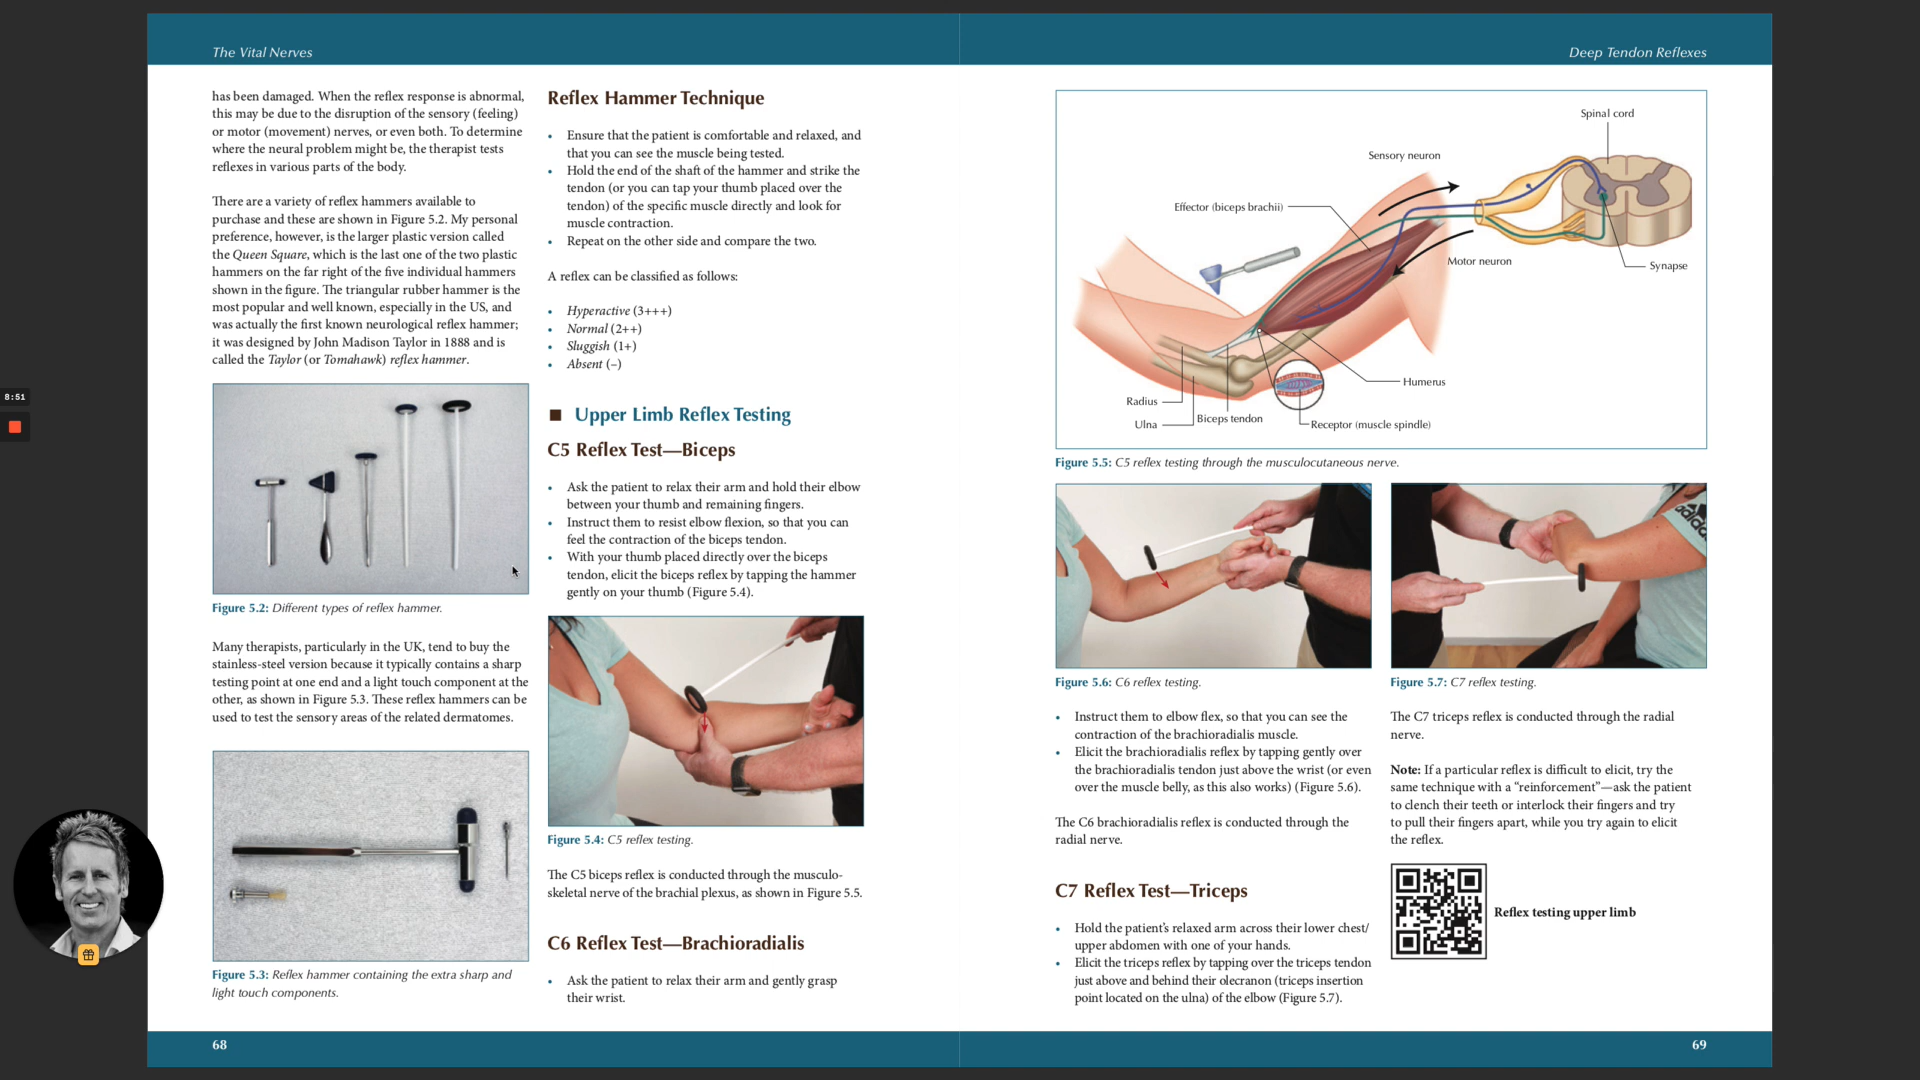 The Vital Nerves
Deep Tendon Reflexes
has been damaged. When the reflex response is abnormal,
this may be due to the disruption of the sensory (feeling)
or motor (movement) nerves, or even both. To determine
where the neural problem might be, the therapist tests
reflexes in various parts of the body.
There are a variety of reflex hammers available to
purchase and these are shown in Figure 5.2. My personal
preference, however, is the larger plastic version called
the Queen Square, which is the last one of the two plastic
hammers on the far right of the five individual hammers
shown in the figure. The triangular rubber hammer is the
most popular and well known, especially in the US, and
was actually the first known neurological reflex hammer;
it was designed by John Madison Taylor in 1888 and is
called the Taylor (or Tomahawk) reflex hammer.
Figure 5.2: Different types of reflex hammer.
Many therapists, particularly in the UK, tend to buy the
stainless-steel version because it typically contains a sharp
testing point at one end and a light touch component at the
other, as shown in Figure 5.3. These reflex hammers can be
used to test the sensory areas of the related dermatomes.
Figure 5.3: Reflex hammer containing the extra sharp and
light touch components.
Reflex Hammer Technique
• Ensure that the patient is comfortable and relaxed, and
that you can see the muscle being tested.
• Hold the end of the shaft of the hammer and strike the
tendon (or you can tap your thumb placed over the
tendon) of the specific muscle directly and look for
muscle contraction.
• Repeat on the other side and compare the two.
A reflex can be classified as follows:
• Hyperactive (3+++)
• Normal (2++)
• Sluggish (1+)
• Absent (–)
■ Upper Limb Reflex Testing
C5 Reflex Test—Biceps
• Ask the patient to relax their arm and hold their elbow
between your thumb and remaining fingers.
• Instruct them to resist elbow flexion, so that you can
feel the contraction of the biceps tendon.
• With your thumb placed directly over the biceps
tendon, elicit the biceps reflex by tapping the hammer
gently on your thumb (Figure 5.4).
Figure 5.4: C5 reflex testing.
The C5 biceps reflex is conducted through the musculo-
skeletal nerve of the brachial plexus, as shown in Figure 5.5.
C6 Reflex Test—Brachioradialis
• Ask the patient to relax their arm and gently grasp
their wrist.
Spinal cord
Sensory neuron
Effector (biceps brachii)
Motor neuron
Synapse
Humerus
Radius
Biceps tendon
Ulna
Receptor (muscle spindle)
Figure 5.5: C5 reflex testing through the musculocutaneous nerve.
adidas
Figure 5.6: C6 reflex testing.
• Instruct them to elbow flex, so that you can see the
contraction of the brachioradialis muscle.
• Elicit the brachioradialis reflex by tapping gently over
the brachioradialis tendon just above the wrist (or even
over the muscle belly, as this also works) (Figure 5.6).
The C6 brachioradialis reflex is conducted through the
radial nerve.
C7 Reflex Test—Triceps
• Hold the patient’s relaxed arm across their lower chest/
upper abdomen with one of your hands.
• Elicit the triceps reflex by tapping over the triceps tendon
just above and behind their olecranon (triceps insertion
point located on the ulna) of the elbow (Figure 5.7).
Figure 5.7: C7 reflex testing.
The C7 triceps reflex is conducted through the radial
nerve.
Note: If a particular reflex is difficult to elicit, try the
same technique with a “reinforcement”—ask the patient
to clench their teeth or interlock their fingers and try
to pull their fingers apart, while you try again to elicit
the reflex.
Reflex testing upper limb
68
69
8:51